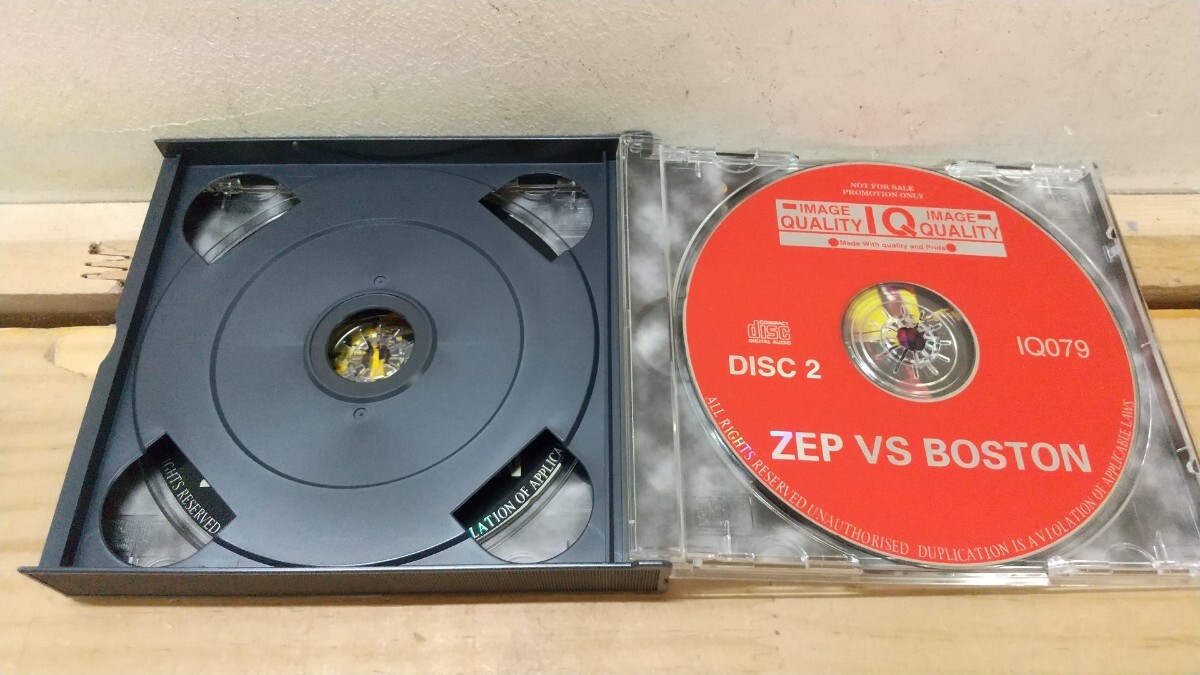 NOT FOR SALE
PROMOTION ONLY
IMAGE QUALITY IQ IMAGE QUALITY
Made With quality and Pride
COMPACT
disc
DIGITAL AUDIO
DISC 2
IQ079
ZEP VS BOSTON
ALL RIGHTS RESERVED UNAUTHORISED DUPLICATION IS A VIOLATION OF APPLICABLE LAWS
GHTS RESERVED
LATION OF APPLICA